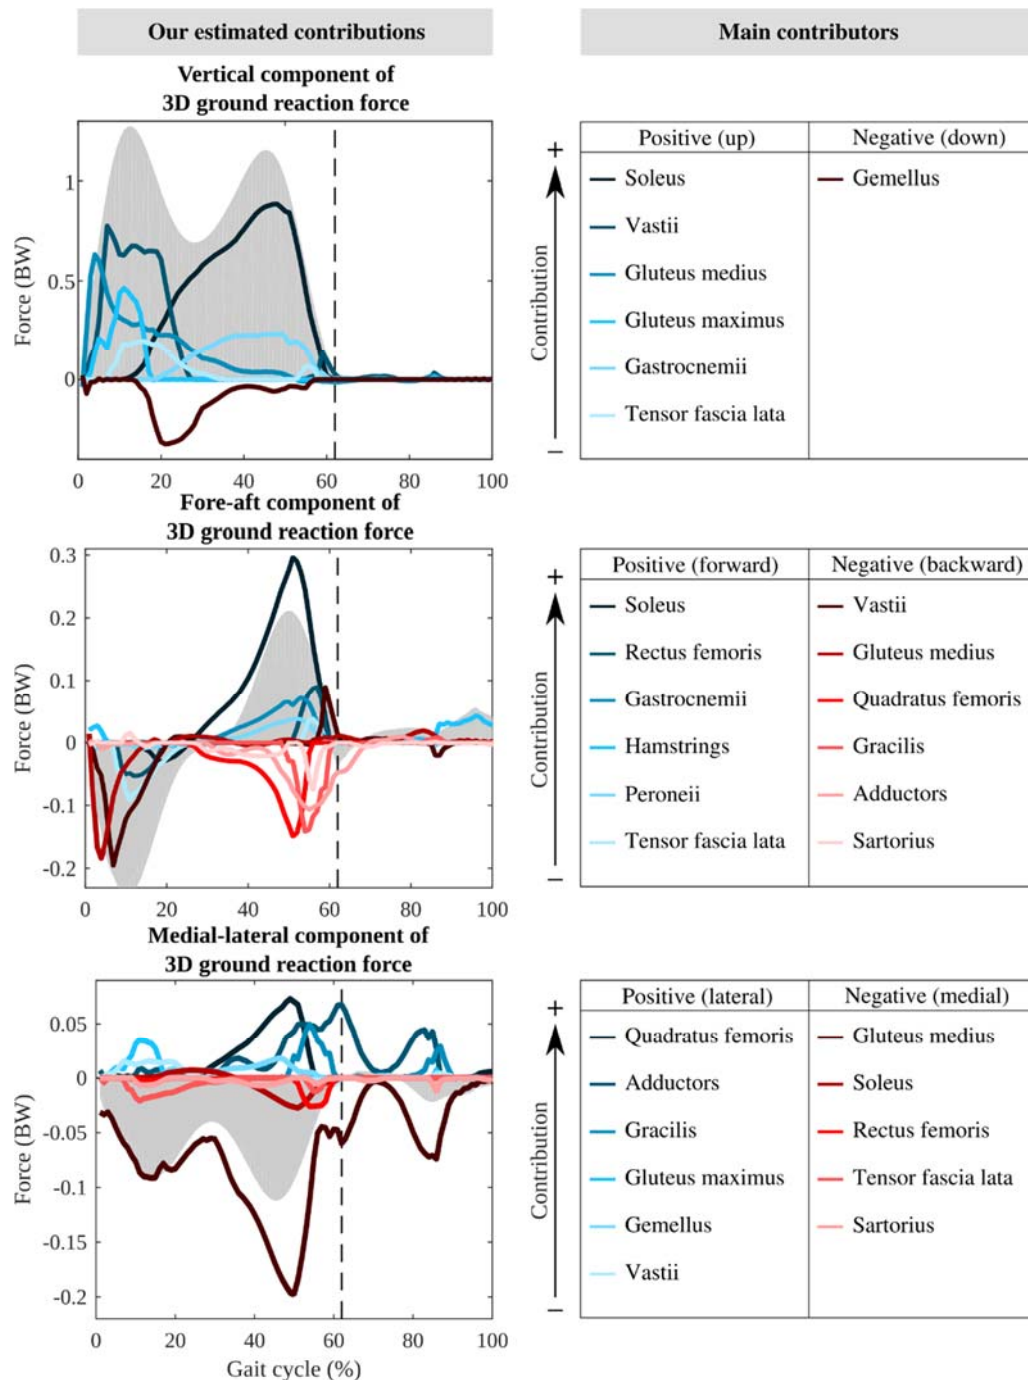 Our estimated contributions
Main contributors
Vertical component of
3D ground reaction force
Force (BW)
1
0.5
0
0
20
40
60
80
100
Contribution
+
–
Positive (up)
Negative (down)
Soleus
Gemellus
Vastii
Gluteus medius
Gluteus maximus
Gastrocnemii
Tensor fascia lata
Fore-aft component of
3D ground reaction force
Force (BW)
0.3
0.2
0.1
0
-0.1
-0.2
0
20
40
60
80
100
Contribution
+
–
Positive (forward)
Negative (backward)
Soleus
Vastii
Rectus femoris
Gluteus medius
Gastrocnemii
Quadratus femoris
Hamstrings
Gracilis
Peroneii
Adductors
Tensor fascia lata
Sartorius
Medial-lateral component of
3D ground reaction force
Force (BW)
0.05
0
-0.05
-0.1
-0.15
-0.2
0
20
40
60
80
100
Gait cycle (%)
Contribution
+
–
Positive (lateral)
Negative (medial)
Quadratus femoris
Gluteus medius
Adductors
Soleus
Gracilis
Rectus femoris
Gluteus maximus
Tensor fascia lata
Gemellus
Sartorius
Vastii